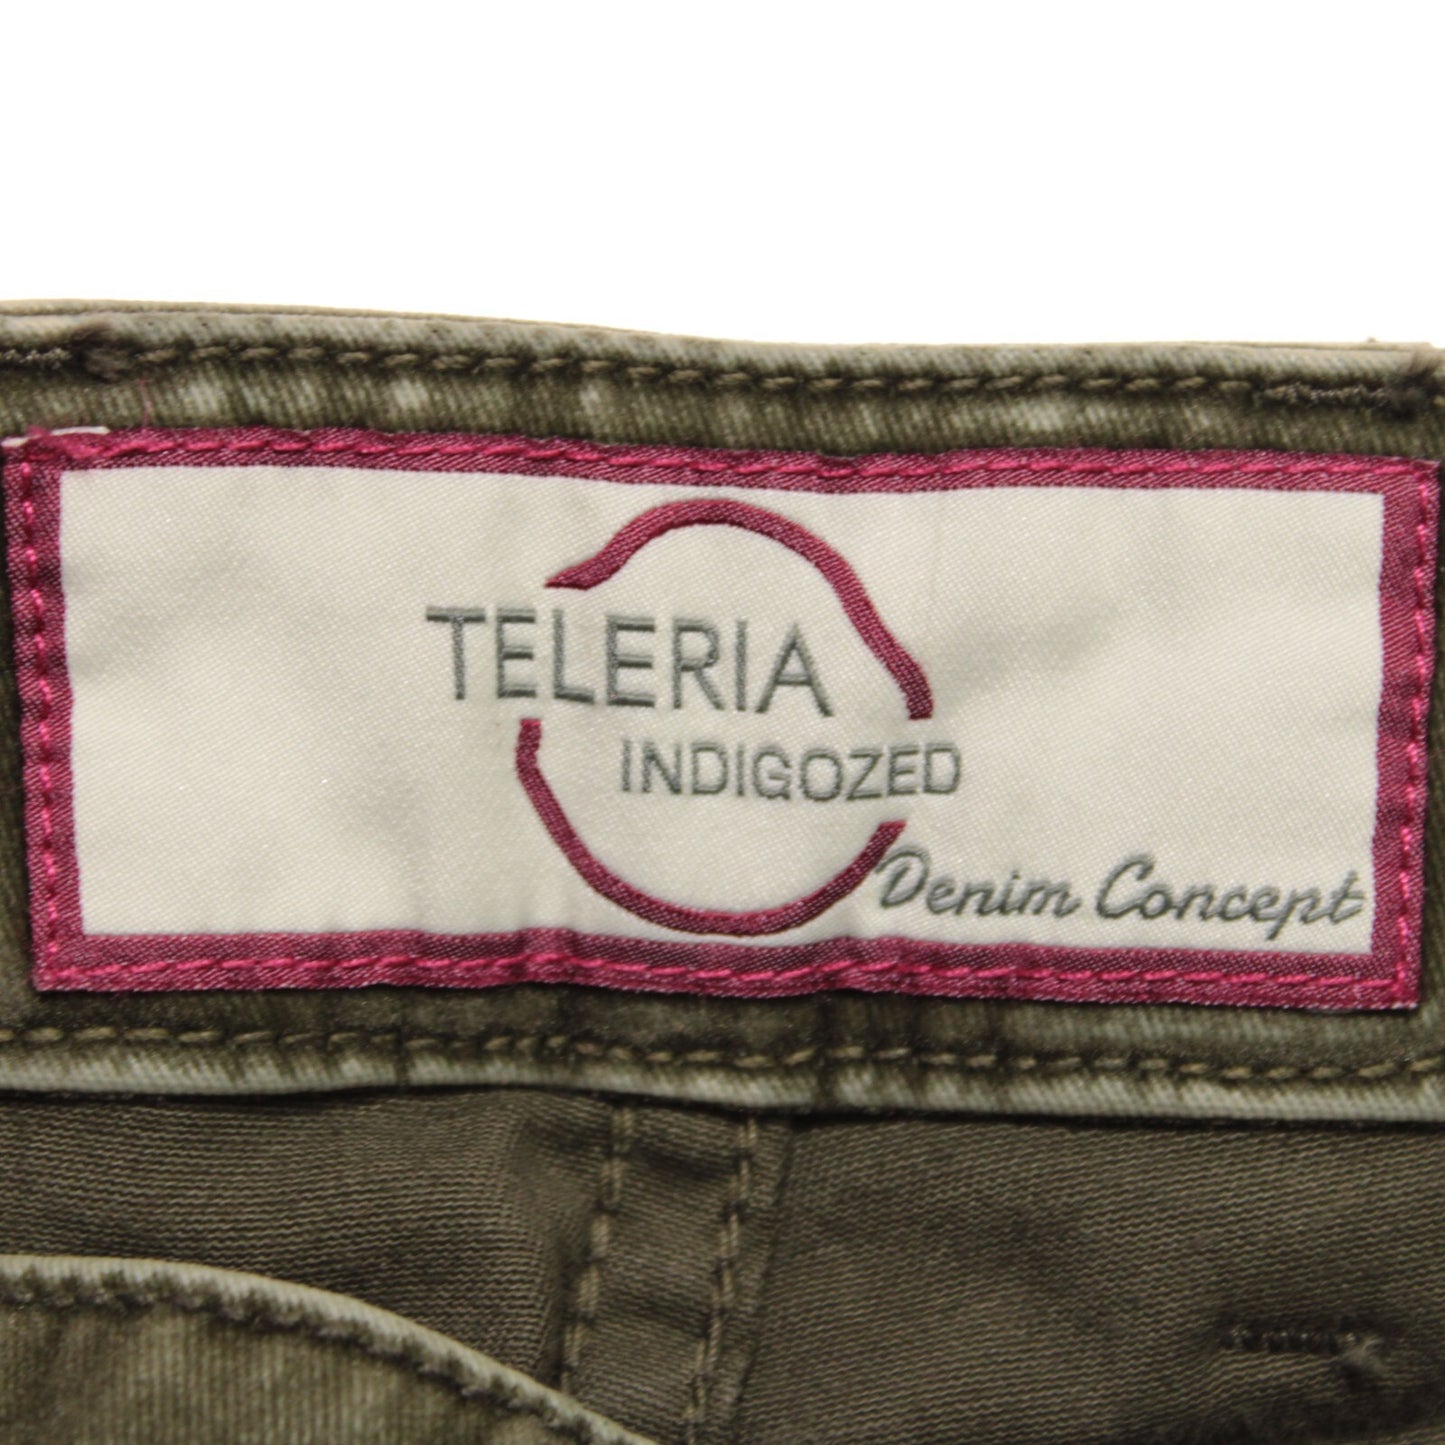 TELERIA
INDIGOZED
Denim Concept